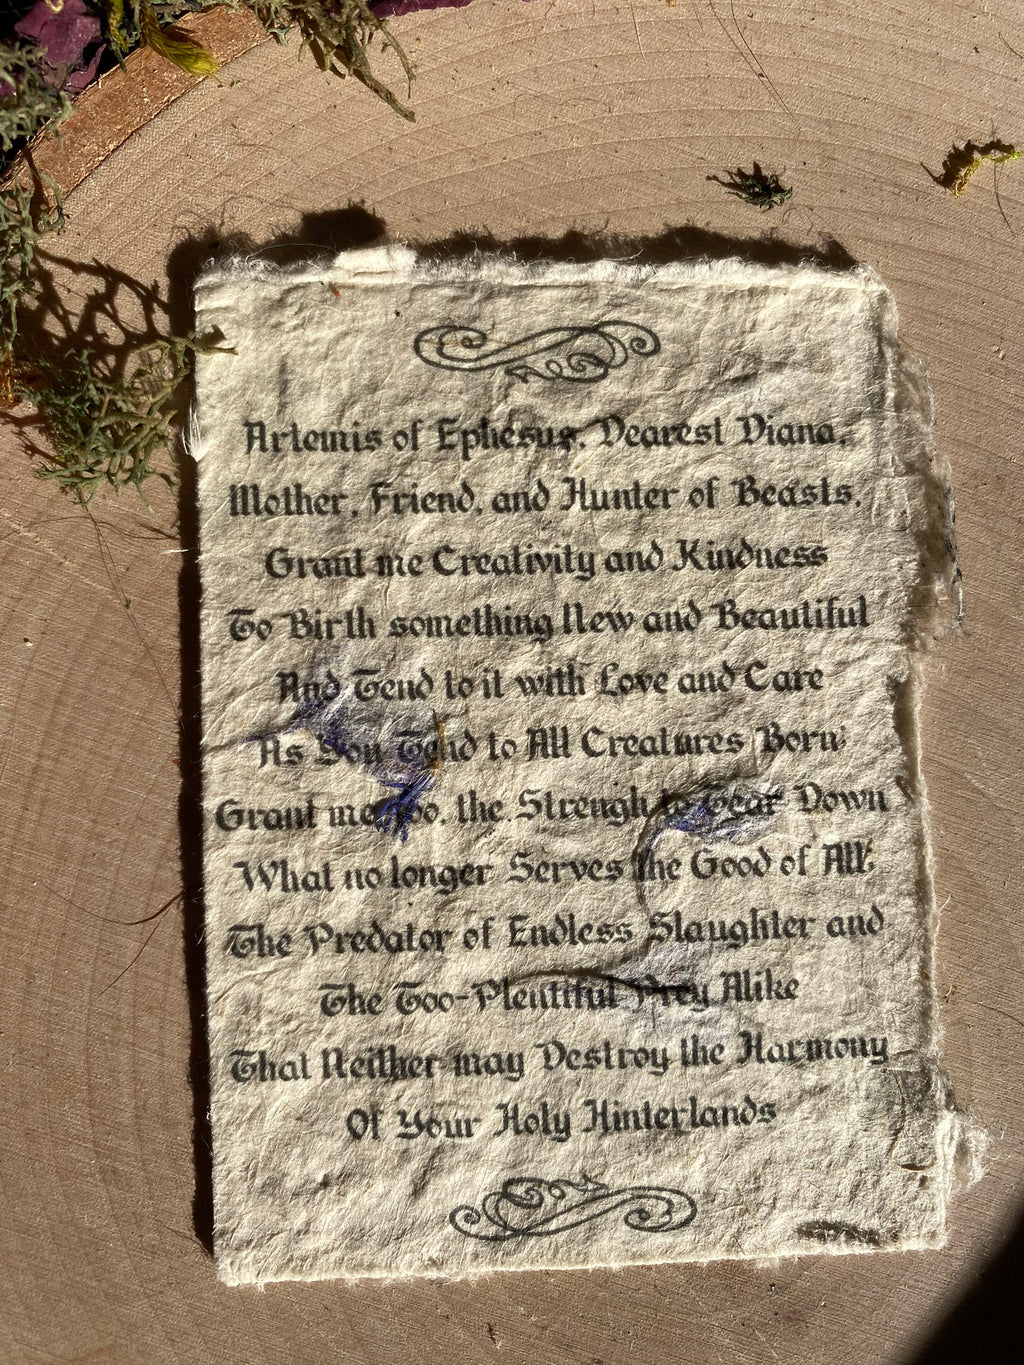 Artemis of Ephesus, Dearest Diana,
Mother, Friend, and Hunter of Beasts,
Grant me Creativity and Kindness
To Birth something New and Beautiful
And Tend to it with Love and Care
As You Tend to All Creatures Born;
Grant me, Too, the Strengh to Tear Down
What no longer Serves the Good of All;
The Predator of Endless Slaughter and
The Too-Plentiful Prey Alike
That Neither may Destroy the Harmony
Of Your Holy Hinterlands